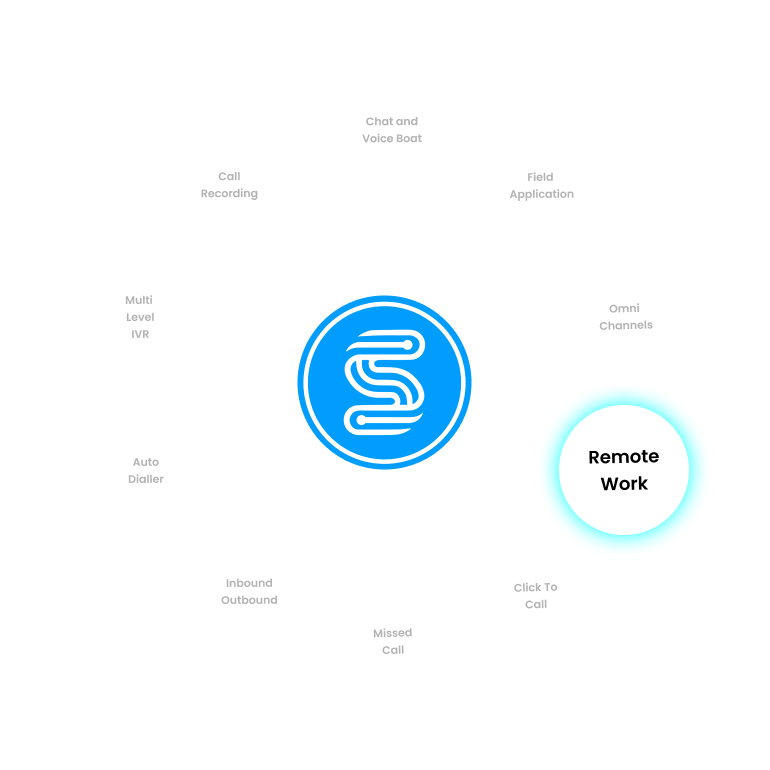 Chat and
Voice Boat
Call
Recording
Field
Application
Multi
Level
IVR
Omni
Channels
Remote
Work
Auto
Dialler
Inbound
Outbound
Click To
Call
Missed
Call